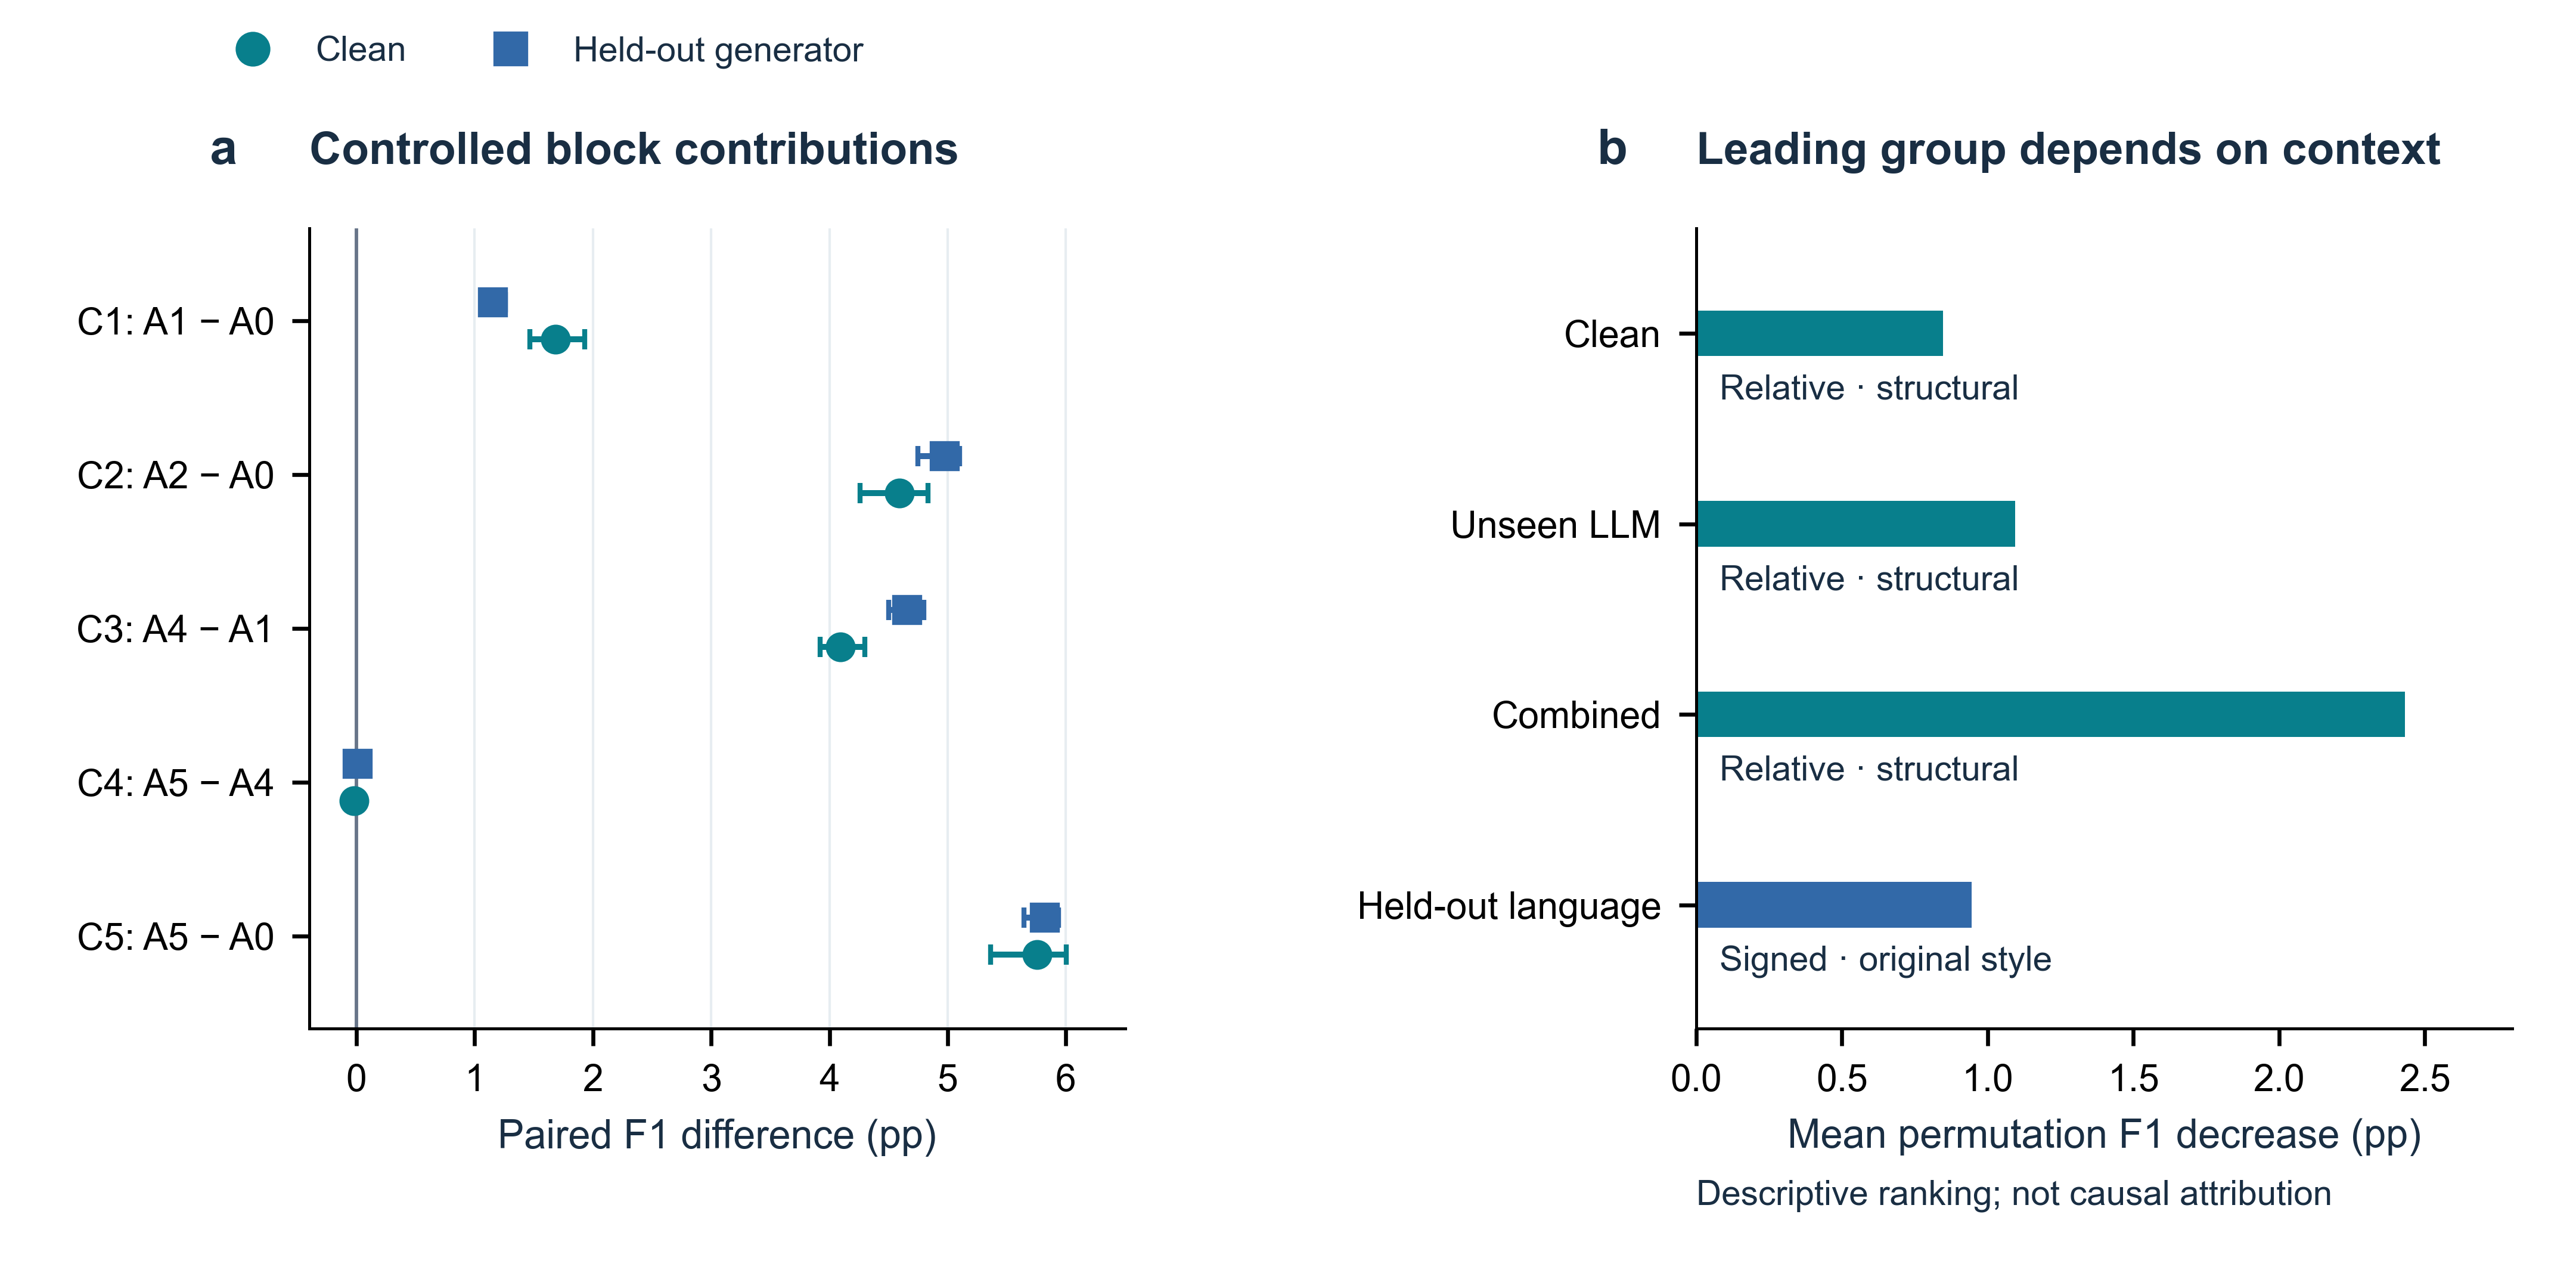 Clean
Held-out generator
a Controlled block contributions
C1: A1 − A0
C2: A2 − A0
C3: A4 − A1
C4: A5 − A4
C5: A5 − A0
0 1 2 3 4 5 6
Paired F1 difference (pp)
b Leading group depends on context
Clean
Relative · structural
Unseen LLM
Relative · structural
Combined
Relative · structural
Held-out language
Signed · original style
0.0 0.5 1.0 1.5 2.0 2.5
Mean permutation F1 decrease (pp)
Descriptive ranking; not causal attribution